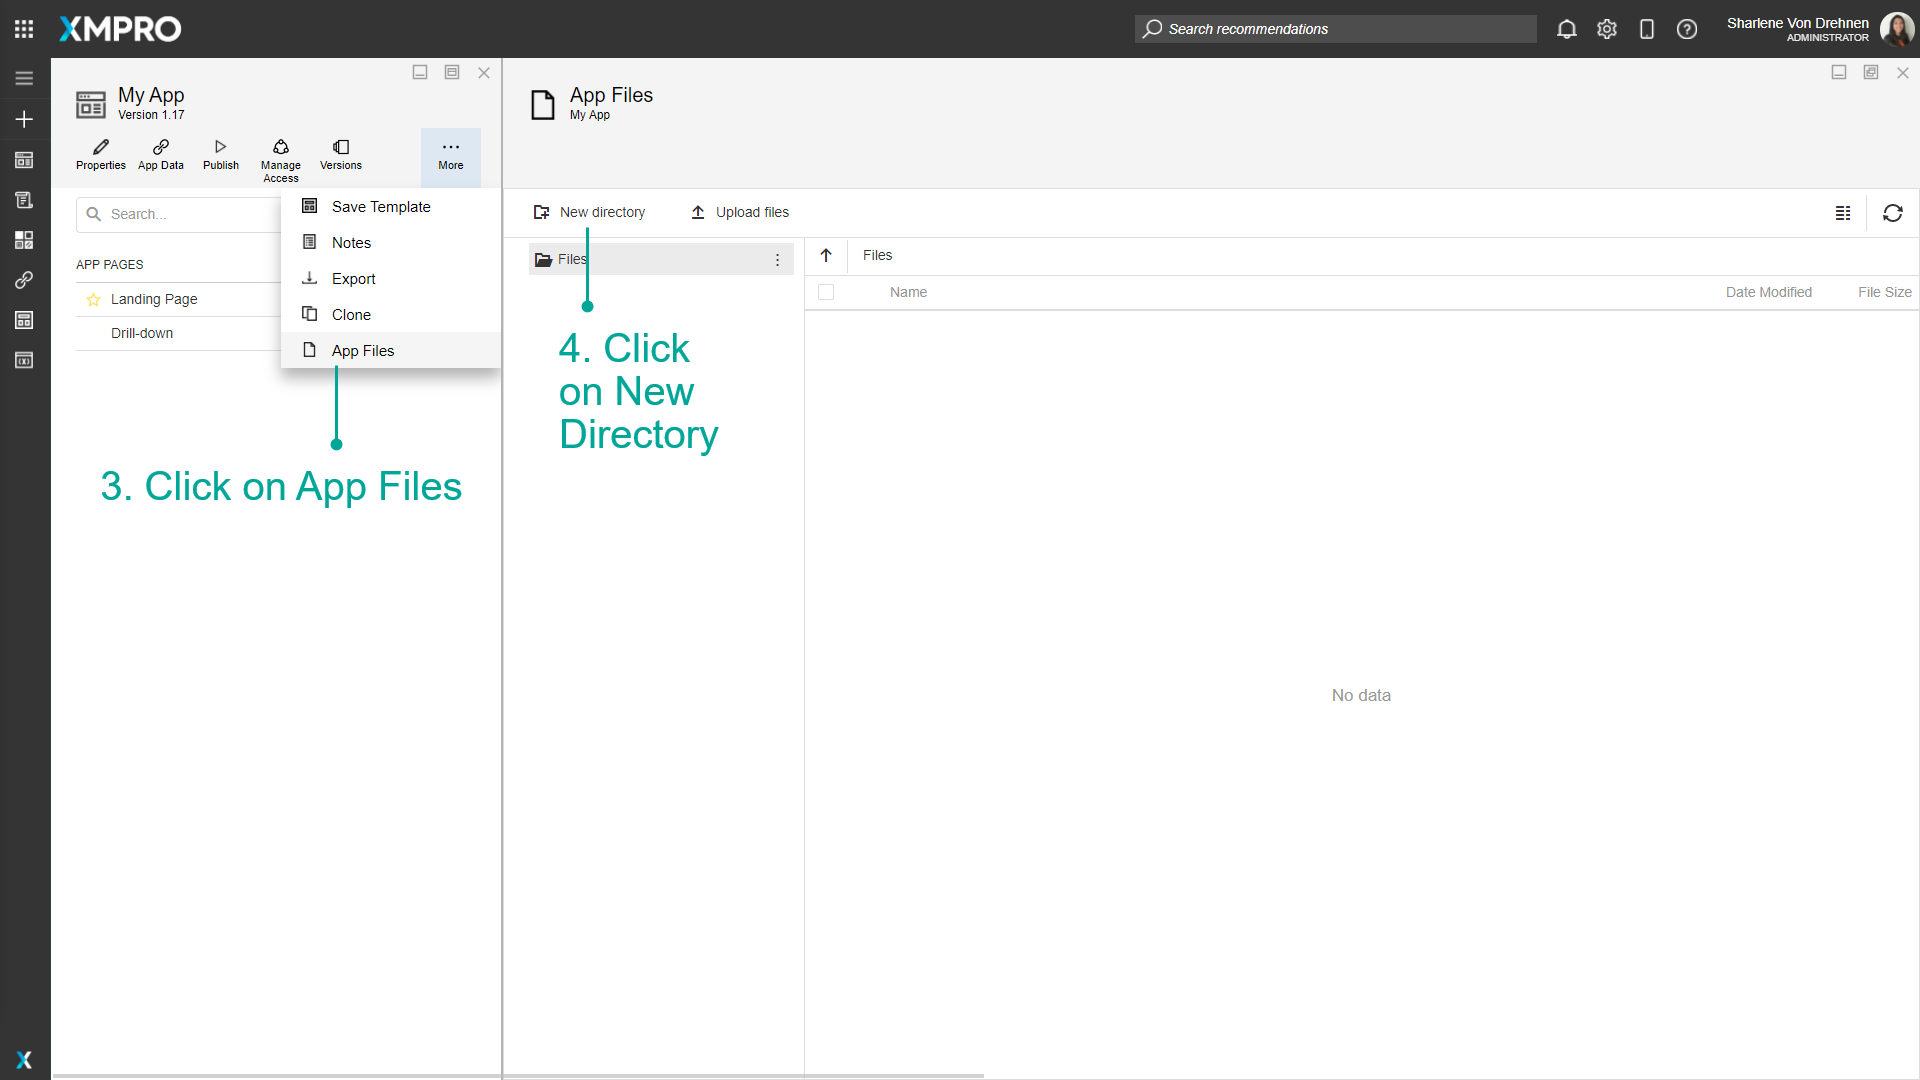 XMPRO
Search recommendations
Sharlene Von Drehnen
ADMINISTRATOR
My App
Version 1.17
Properties
App Data
Publish
Manage
Access
Versions
More
Search...
APP PAGES
Landing Page
Drill-down
Save Template
Notes
Export
Clone
App Files
3. Click on App Files
App Files
My App
New directory
Upload files
Files
4. Click
on New
Directory
Files
Name
Date Modified
File Size
No data